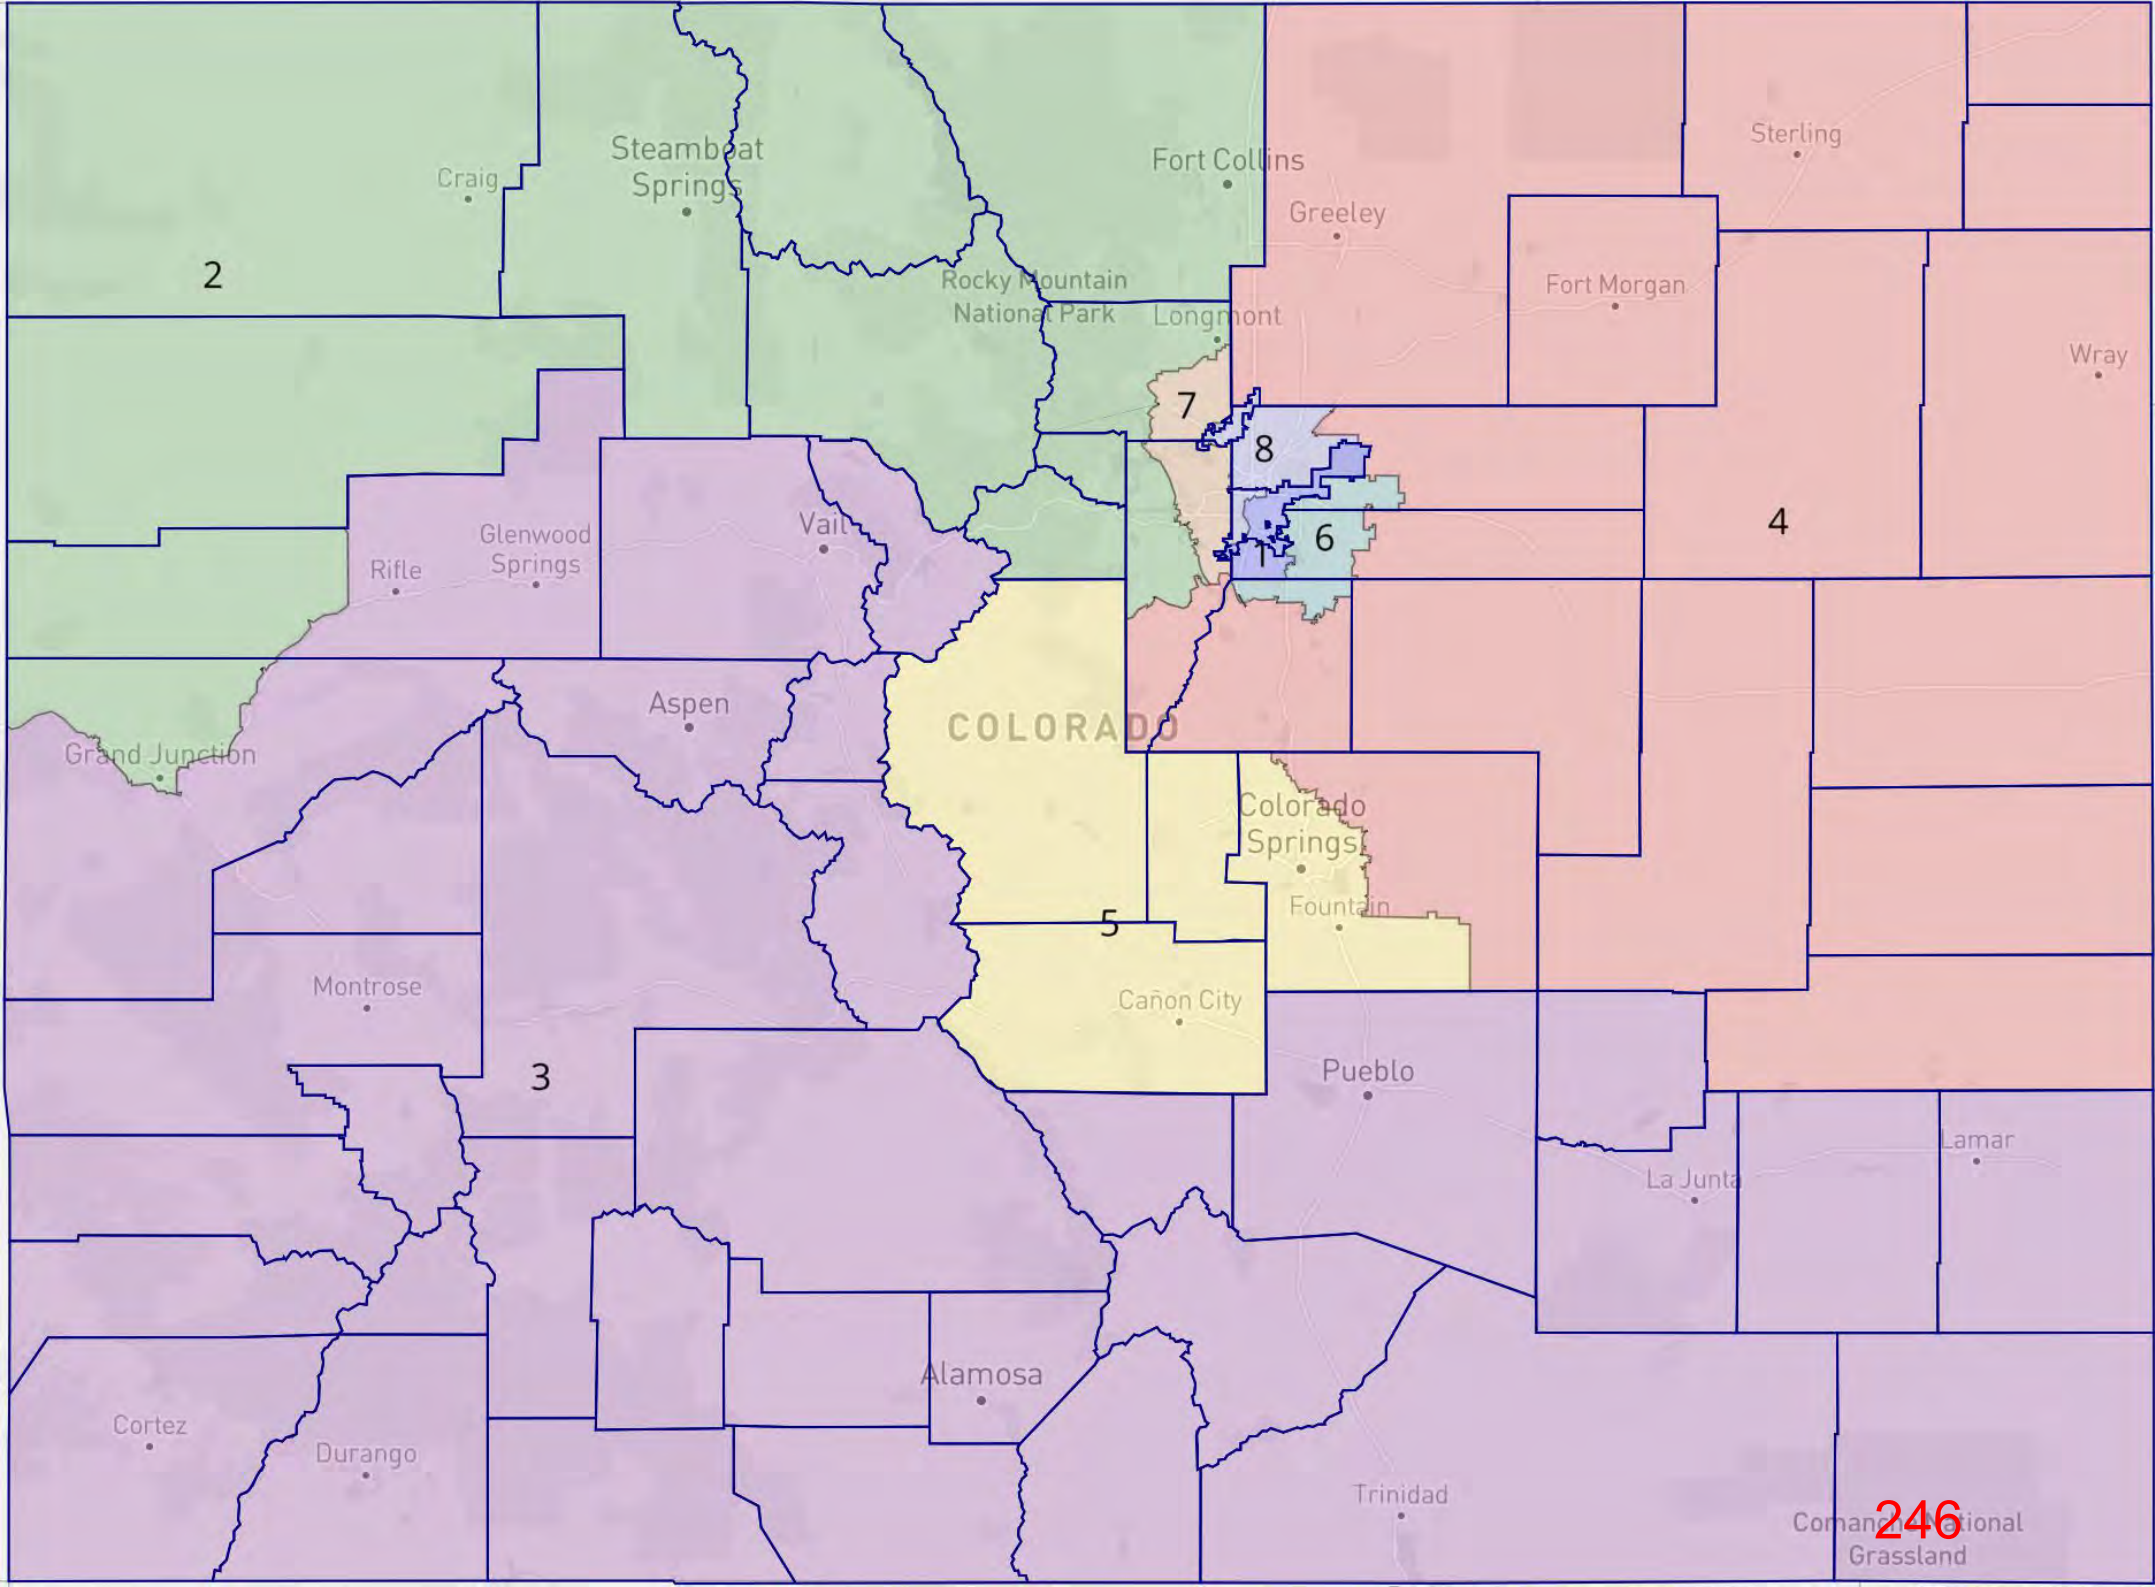 Steamboat
Springs
Craig
Fort Collins
Sterling
Greeley
2
Rocky Mountain
National Park
Longmont
Fort Morgan
Wray
7
8
Vail
Glenwood
Springs
Rifle
6
1
4
Aspen
COLORADO
Grand Junction
Colorado
Springs
Fountain
5
Montrose
Cañon City
3
Pueblo
Lamar
La Junta
Alamosa
Cortez
Durango
Trinidad
Comanche National
Grassland
246